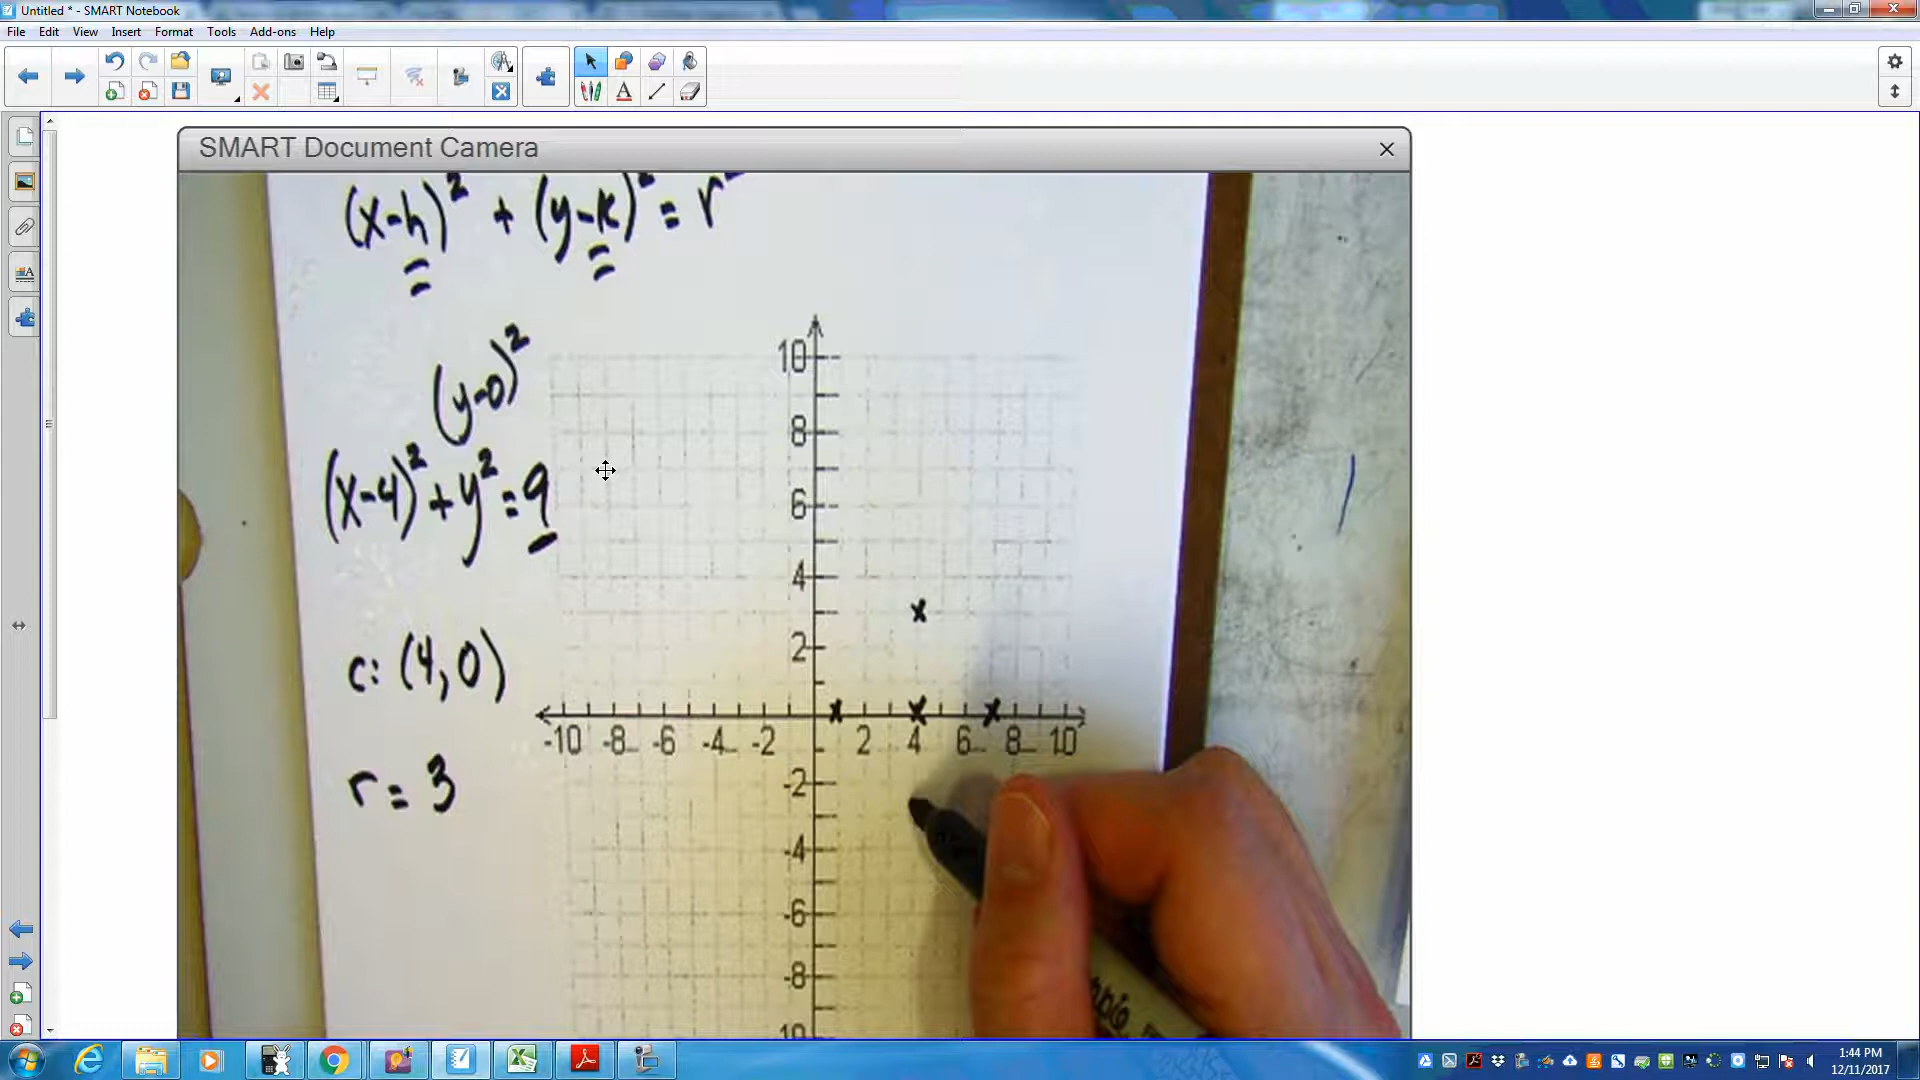 Untitled * - SMART Notebook
File Edit View Insert Format Tools Add-ons Help
SMART Document Camera
(x-h)² + (y-k)² = r²
(y-0)²
(x-4)² + y² = 9
c: (4,0)
r = 3
10
8
6
4
2
-10 -8 -6 -4 -2 2 4 6 8 10
-2
-4
-6
-8
10
1:44 PM
12/11/2017